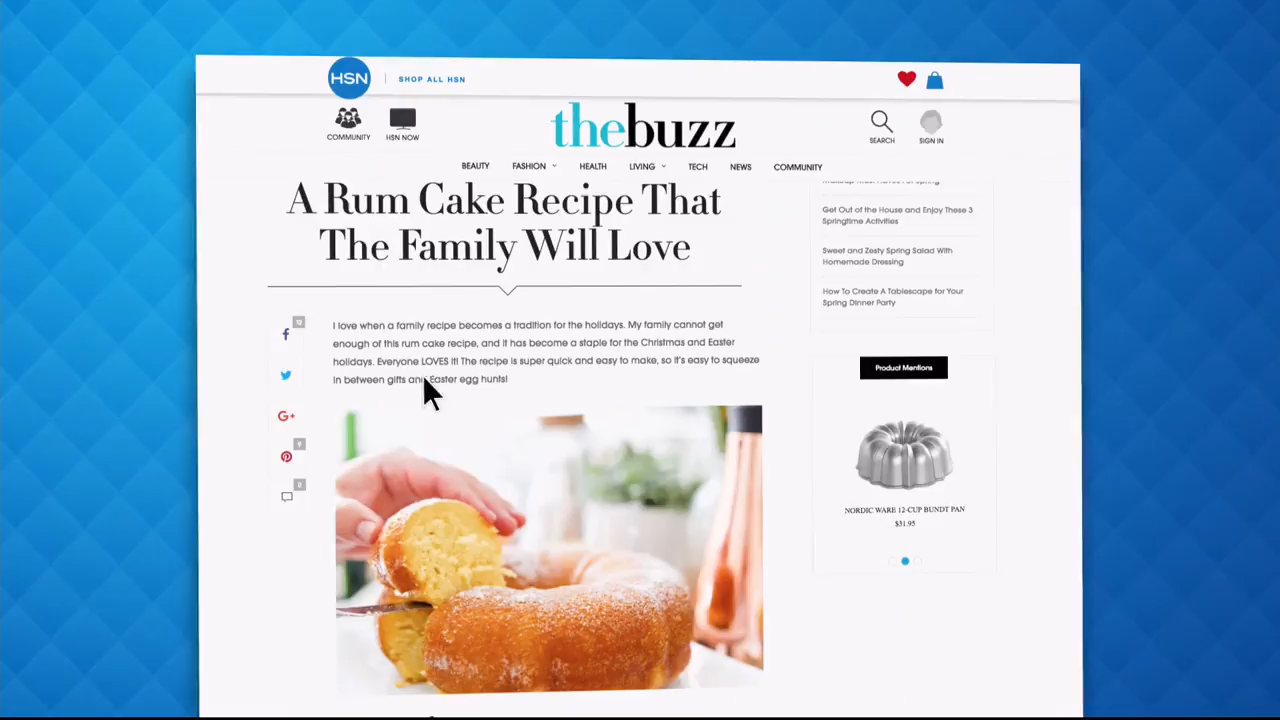 HSN
SHOP ALL HSN
COMMUNITY
HSN NOW
thebuzz
SEARCH
SIGN IN
BEAUTY FASHION HEALTH LIVING TECH NEWS COMMUNITY
A Rum Cake Recipe That
The Family Will Love
12
I love when a family recipe becomes a tradition for the holidays. My family cannot get
enough of this rum cake recipe, and it has become a staple for the Christmas and Easter
holidays. Everyone LOVES it! The recipe is super quick and easy to make, so it's easy to squeeze
in between gifts and Easter egg hunts!
G+
Get Out of the House and Enjoy These 3
Springtime Activities
Sweet and Zesty Spring Salad With
Homemade Dressing
How To Create A Tablescape for Your
Spring Dinner Party
Product Mentions
NORDIC WARE 12-CUP BUNDT PAN
$31.95